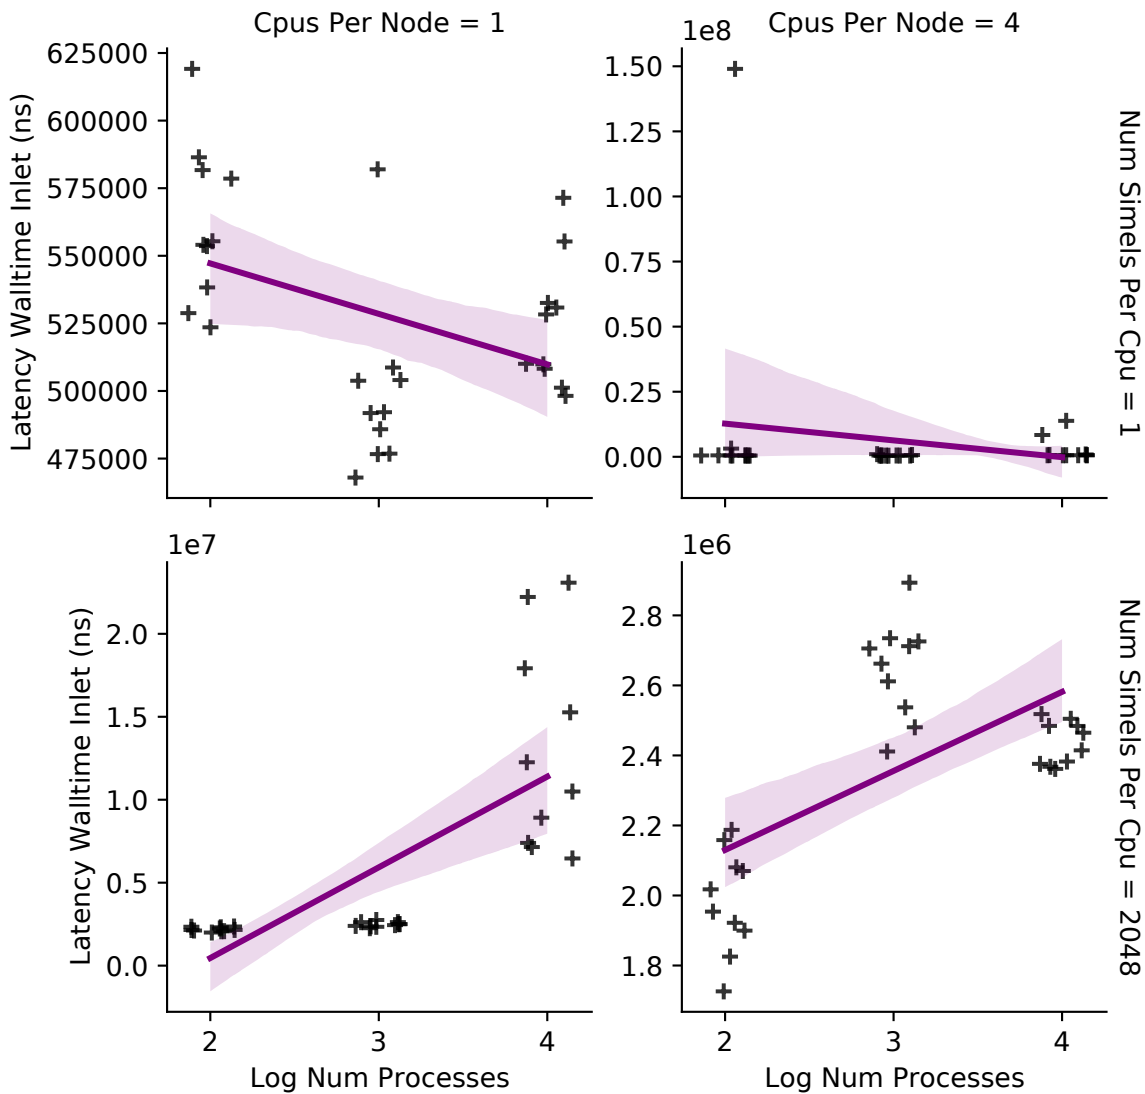 Cpus Per Node = 1
Cpus Per Node = 4
Latency Walltime Inlet (ns)
625000
600000
575000
550000
525000
500000
475000
1e8
1.50
1.25
1.00
0.75
0.50
0.25
0.00
Num Simels Per Cpu = 1
Latency Walltime Inlet (ns)
1e7
2.0
1.5
1.0
0.5
0.0
2
3
4
Log Num Processes
1e6
2.8
2.6
2.4
2.2
2.0
1.8
2
3
4
Log Num Processes
Num Simels Per Cpu = 2048